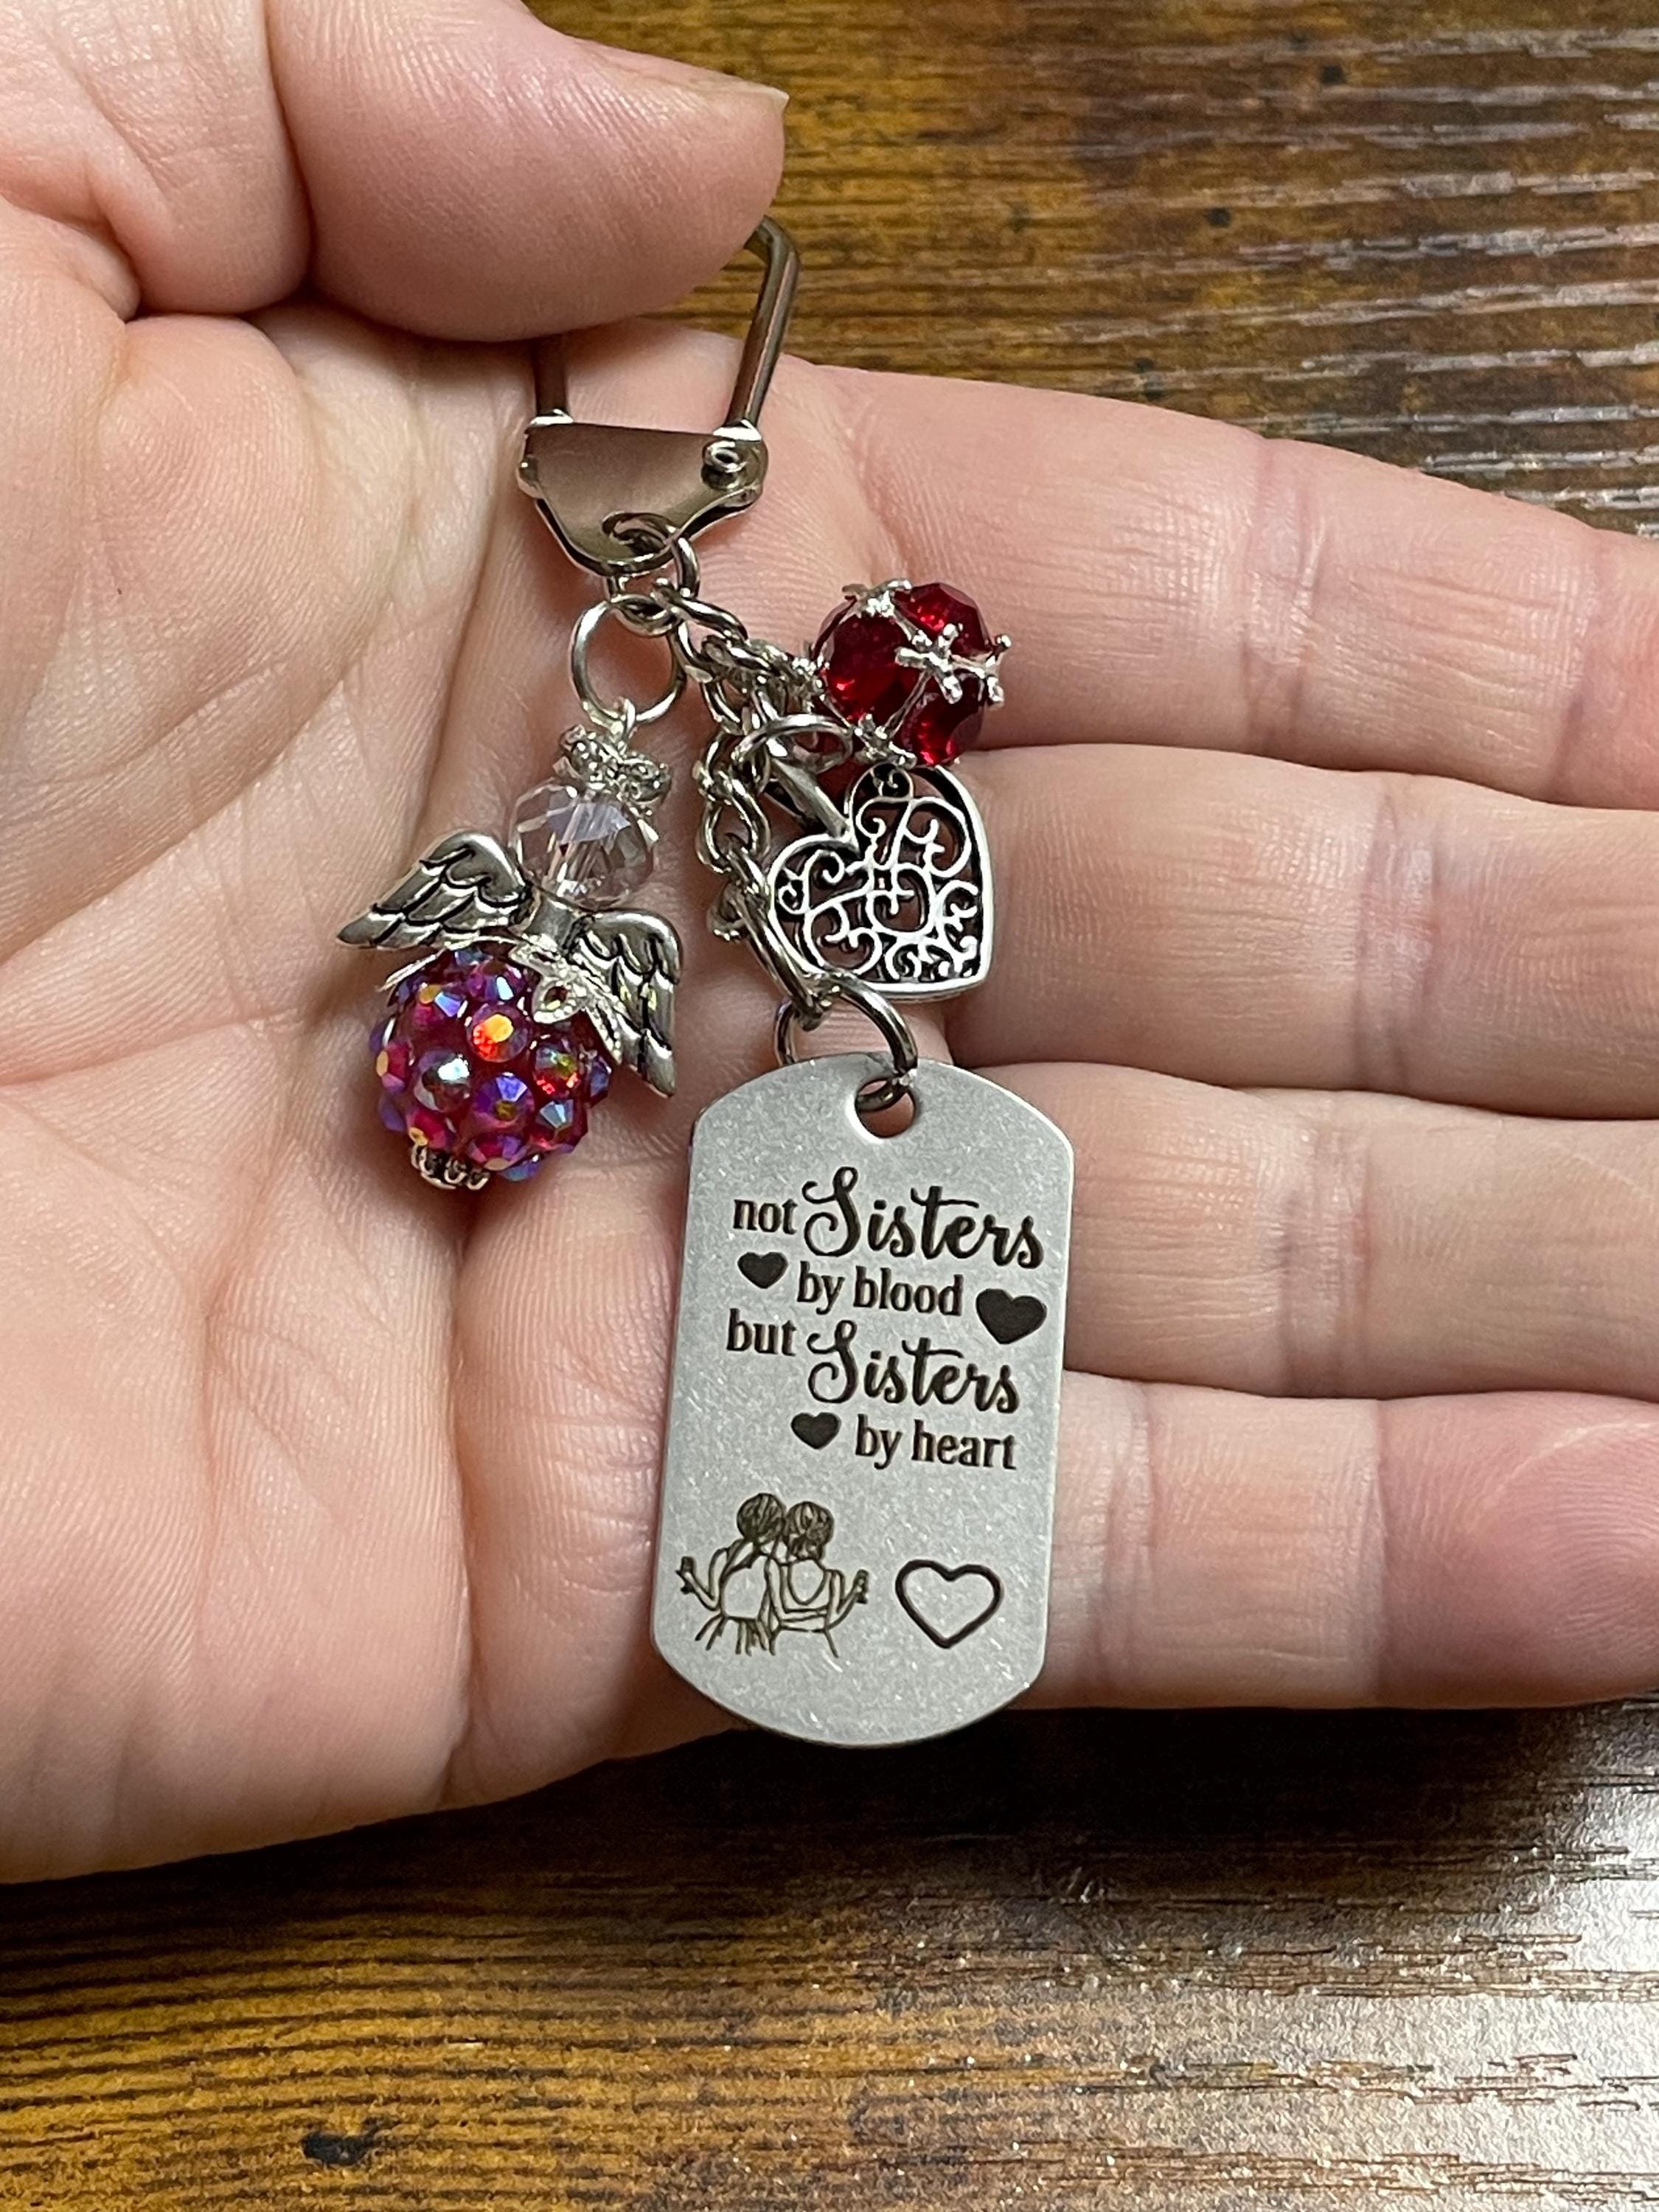 not Sisters
by blood
but Sisters
by heart